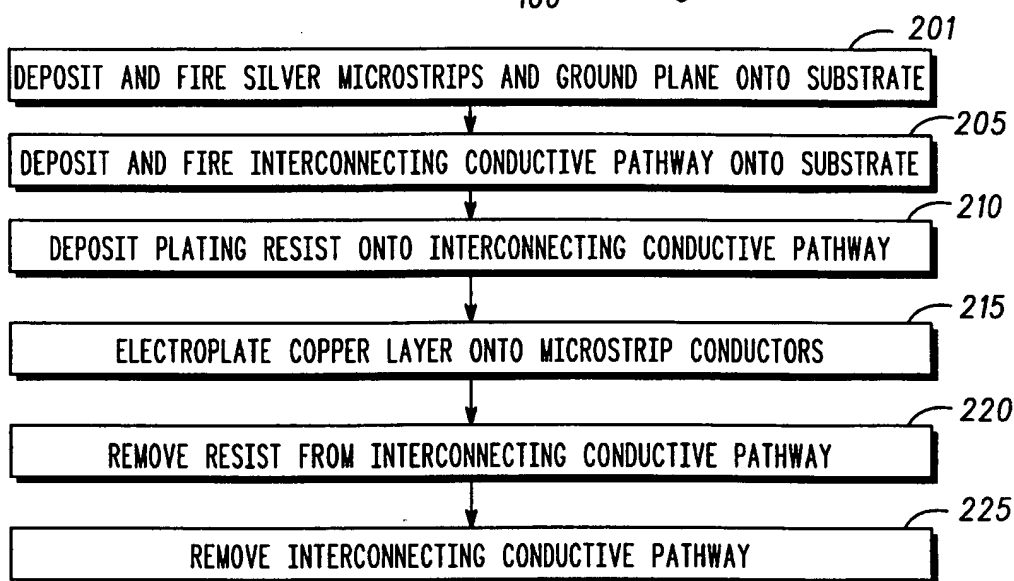 201
DEPOSIT AND FIRE SILVER MICROSTRIPS AND GROUND PLANE ONTO SUBSTRATE
205
DEPOSIT AND FIRE INTERCONNECTING CONDUCTIVE PATHWAY ONTO SUBSTRATE
210
DEPOSIT PLATING RESIST ONTO INTERCONNECTING CONDUCTIVE PATHWAY
215
ELECTROPLATE COPPER LAYER ONTO MICROSTRIP CONDUCTORS
220
REMOVE RESIST FROM INTERCONNECTING CONDUCTIVE PATHWAY
225
REMOVE INTERCONNECTING CONDUCTIVE PATHWAY